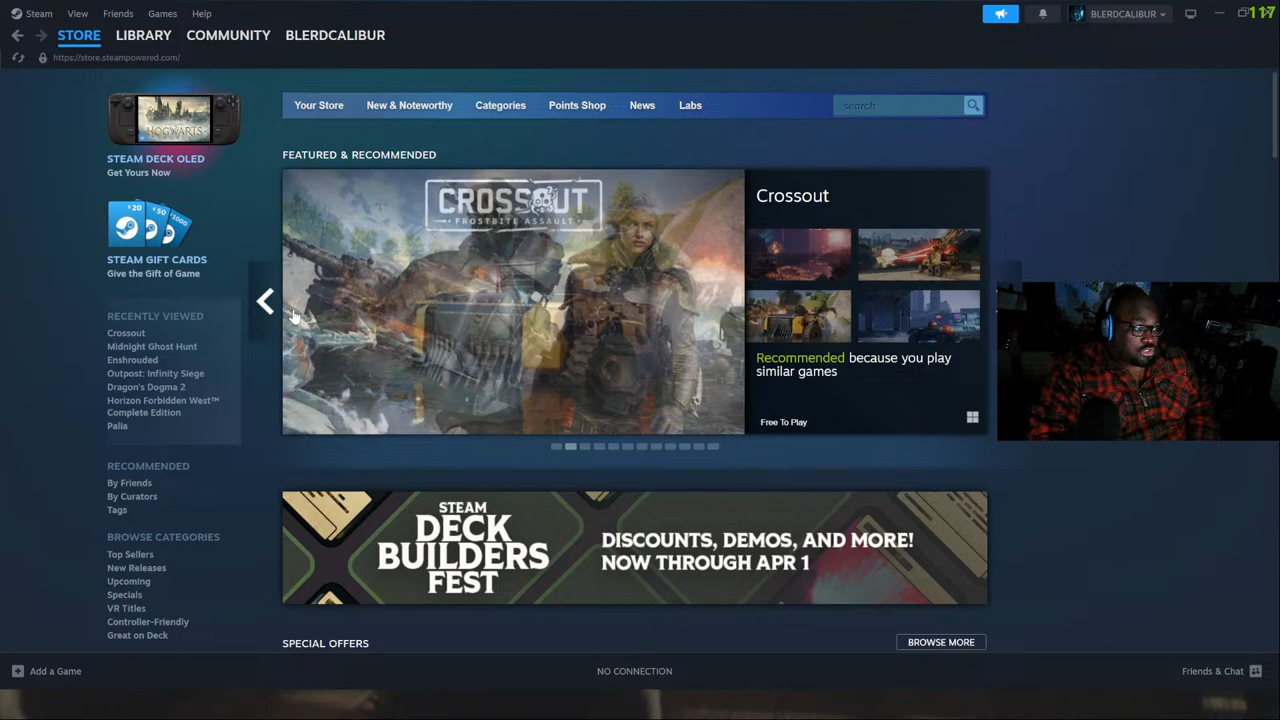 Steam View Friends Games Help
BLERDCALIBUR
117
STORE LIBRARY COMMUNITY BLERDCALIBUR
https://store.steampowered.com/
HOGWARTS
STEAM DECK OLED
Get Yours Now
$20 $50 $100
STEAM GIFT CARDS
Give the Gift of Game
RECENTLY VIEWED
Crossout
Midnight Ghost Hunt
Enshrouded
Outpost: Infinity Siege
Dragon's Dogma 2
Horizon Forbidden West™
Complete Edition
Palia
RECOMMENDED
By Friends
By Curators
Tags
BROWSE CATEGORIES
Top Sellers
New Releases
Upcoming
Specials
VR Titles
Controller-Friendly
Great on Deck
Your Store New & Noteworthy Categories Points Shop News Labs
search
FEATURED & RECOMMENDED
CROSSOUT
FROSTBITE ASSAULT
Crossout
Recommended because you play
similar games
Free To Play
STEAM
DECK
BUILDERS
FEST
DISCOUNTS, DEMOS, AND MORE!
NOW THROUGH APR 1
SPECIAL OFFERS
BROWSE MORE
Add a Game
NO CONNECTION
Friends & Chat